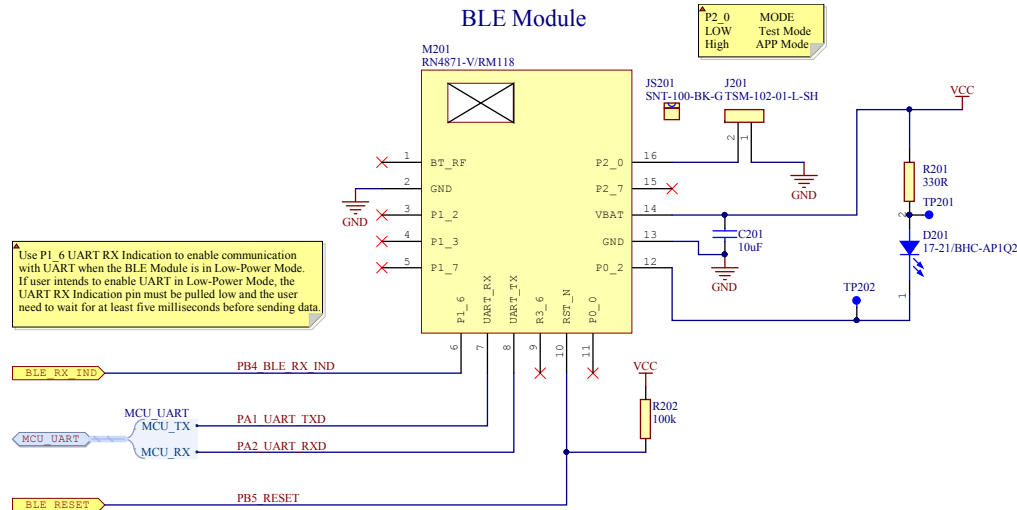 BLE Module
P2_0 MODE
LOW Test Mode
High APP Mode
M201
RN4871-V/RM118
JS201
SNT-100-BK-G
J201
TSM-102-01-L-SH
VCC
2
1
1 BT_RF
2 GND
3 P1_2
4 P1_3
5 P1_7
P2_0 16
P2_7 15
VBAT 14
GND 13
P0_2 12
P1_6
UART_RX
UART_TX
R3_6
RST_N
P0_0
6
7
8
9
10
11
GND
GND
GND
C201
10uF
R201
330R
TP201
2
D201
17-21/BHC-AP1Q2
1
TP202
Use P1_6 UART RX Indication to enable communication
with UART when the BLE Module is in Low-Power Mode.
If user intends to enable UART in Low-Power Mode, the
UART RX Indication pin must be pulled low and the user
need to wait for at least five milliseconds before sending data.
BLE_RX_IND
PB4_BLE_RX_IND
VCC
R202
100k
MCU_UART
MCU_UART
MCU_TX
PA1_UART_TXD
MCU_RX
PA2_UART_RXD
BLE_RESET
PB5_RESET